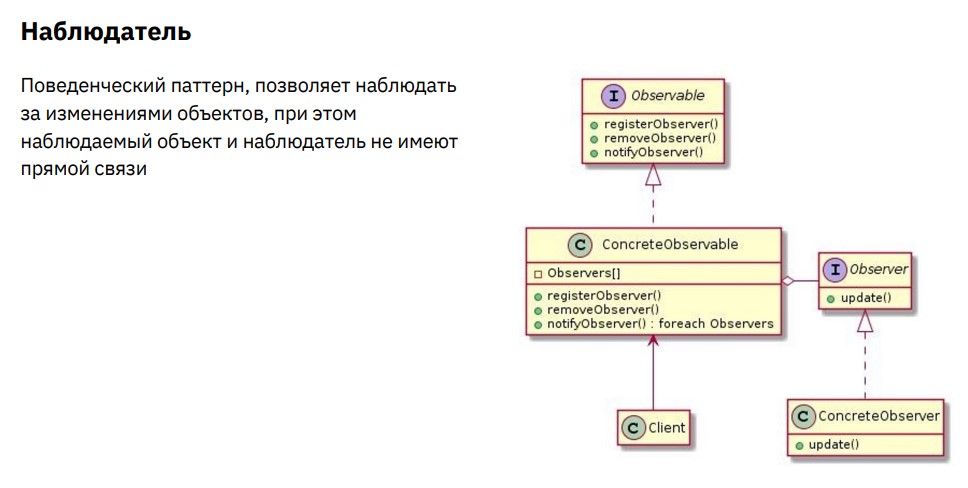 Наблюдатель
Поведенческий паттерн, позволяет наблюдать
за изменениями объектов, при этом
наблюдаемый объект и наблюдатель не имеют
прямой связи
I Observable
registerObserver()
removeObserver()
notifyObserver()
C ConcreteObservable
Observers[]
registerObserver()
removeObserver()
notifyObserver() : foreach Observers
I Observer
update()
C Client
C ConcreteObserver
update()